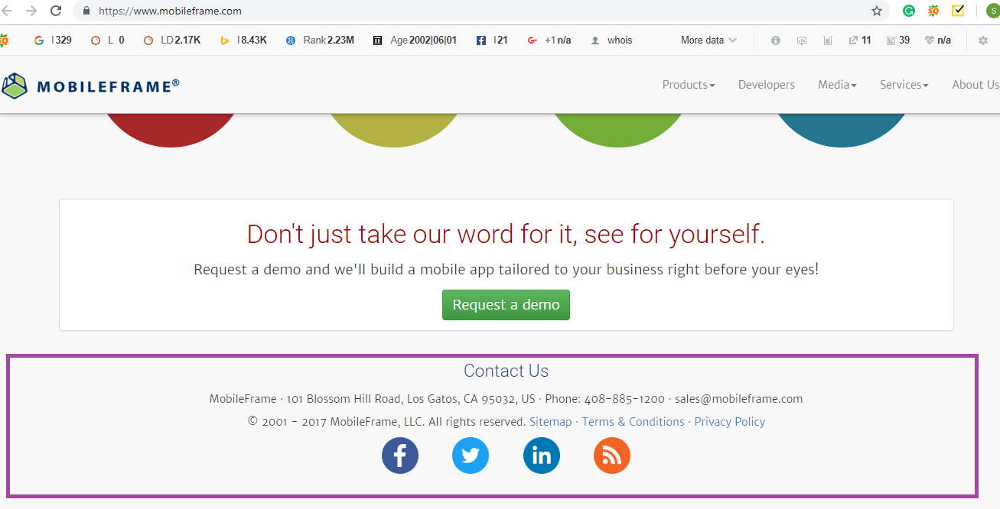 https://www.mobileframe.com
S
I 329 L 0 LD 2.17K I 8.43K Rank 2.23M Age 2002|06|01 I 21 +1 n/a whois More data 11 39 n/a
MOBILEFRAME® Products Developers Media Services About Us
Don't just take our word for it, see for yourself.
Request a demo and we'll build a mobile app tailored to your business right before your eyes!
Request a demo
Contact Us
MobileFrame · 101 Blossom Hill Road, Los Gatos, CA 95032, US · Phone: 408-885-1200 · sales@mobileframe.com
© 2001 - 2017 MobileFrame, LLC. All rights reserved. Sitemap · Terms & Conditions · Privacy Policy